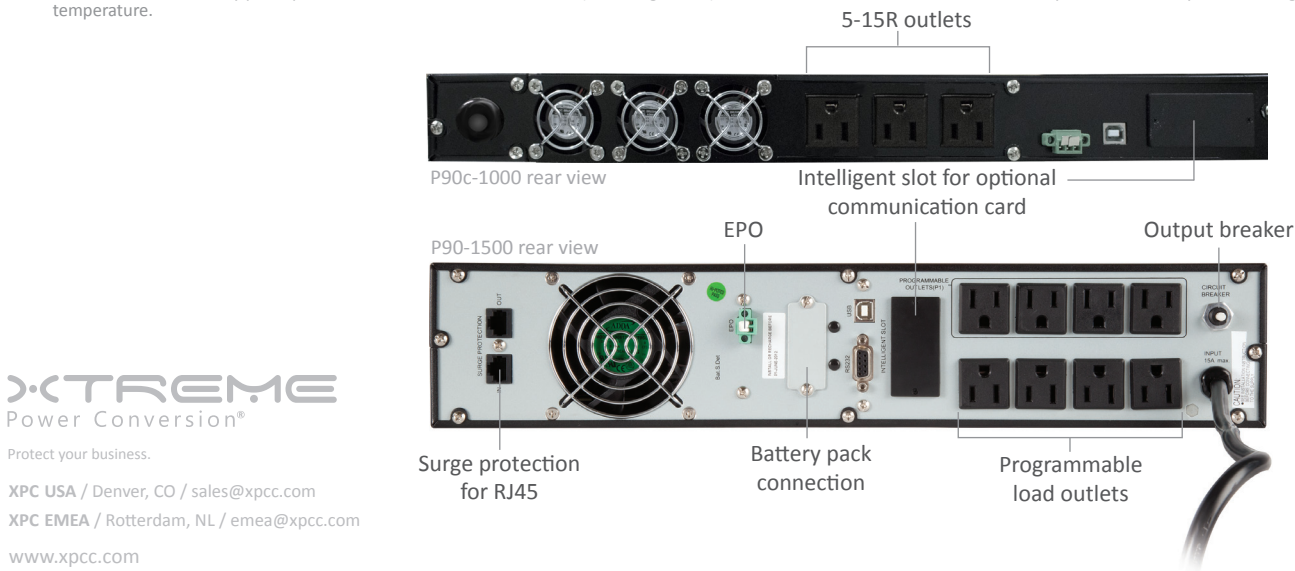 temperature.
5-15R outlets
P90c-1000 rear view
Intelligent slot for optional
communication card
EPO
Output breaker
P90-1500 rear view
PROGRAMMABLE
OUTLETS(P1)
CIRCUIT
BREAKER
OUT
SURGE PROTECTION
IN
EPO
Bat.S.Det
USB
RS232
INTELLIGENT SLOT
INPUT
15A max.
CAUTION
Surge protection
for RJ45
Battery pack
connection
Programmable
load outlets
XTREME
Power Conversion®
Protect your business.
XPC USA / Denver, CO / sales@xpcc.com
XPC EMEA / Rotterdam, NL / emea@xpcc.com
www.xpcc.com